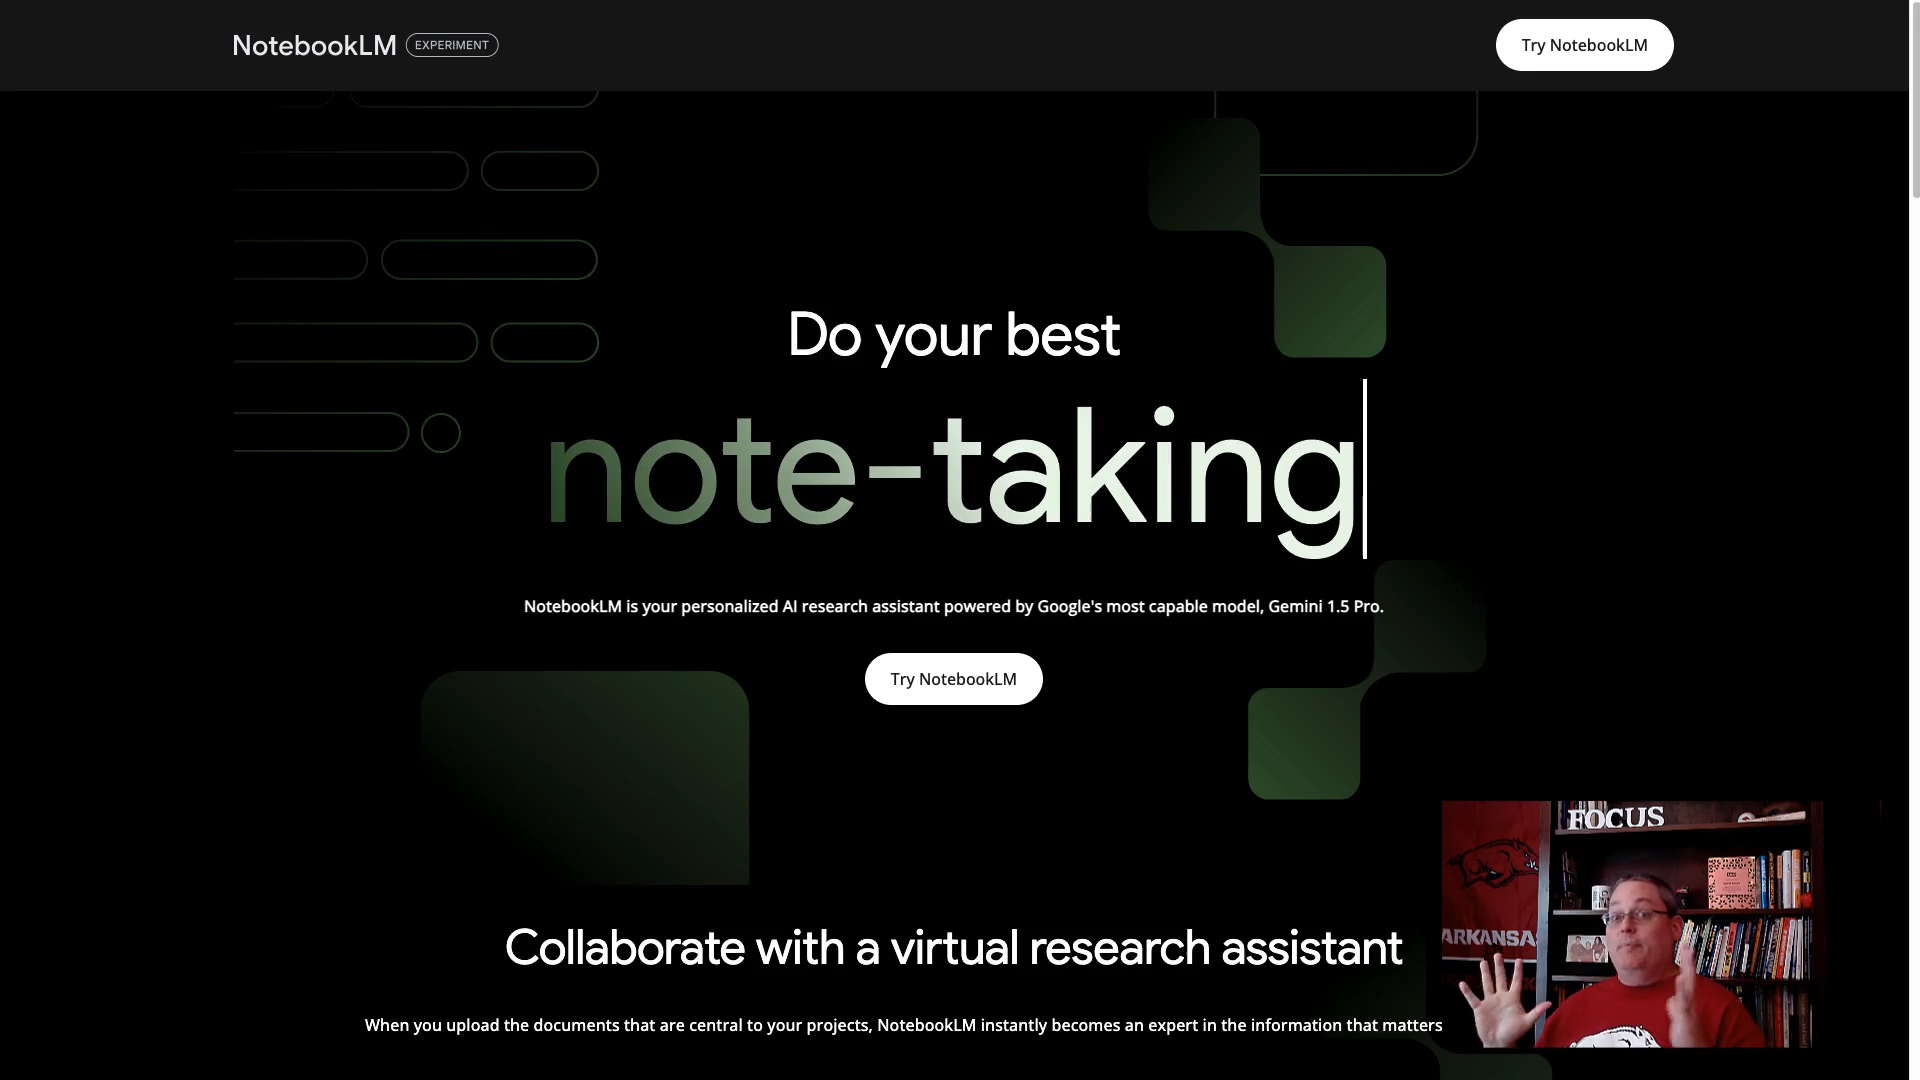 NotebookLM EXPERIMENT
Try NotebookLM
Do your best
note-taking
NotebookLM is your personalized AI research assistant powered by Google's most capable model, Gemini 1.5 Pro.
Try NotebookLM
FOCUS
ARKANSA
Collaborate with a virtual research assistant
When you upload the documents that are central to your projects, NotebookLM instantly becomes an expert in the information that matters